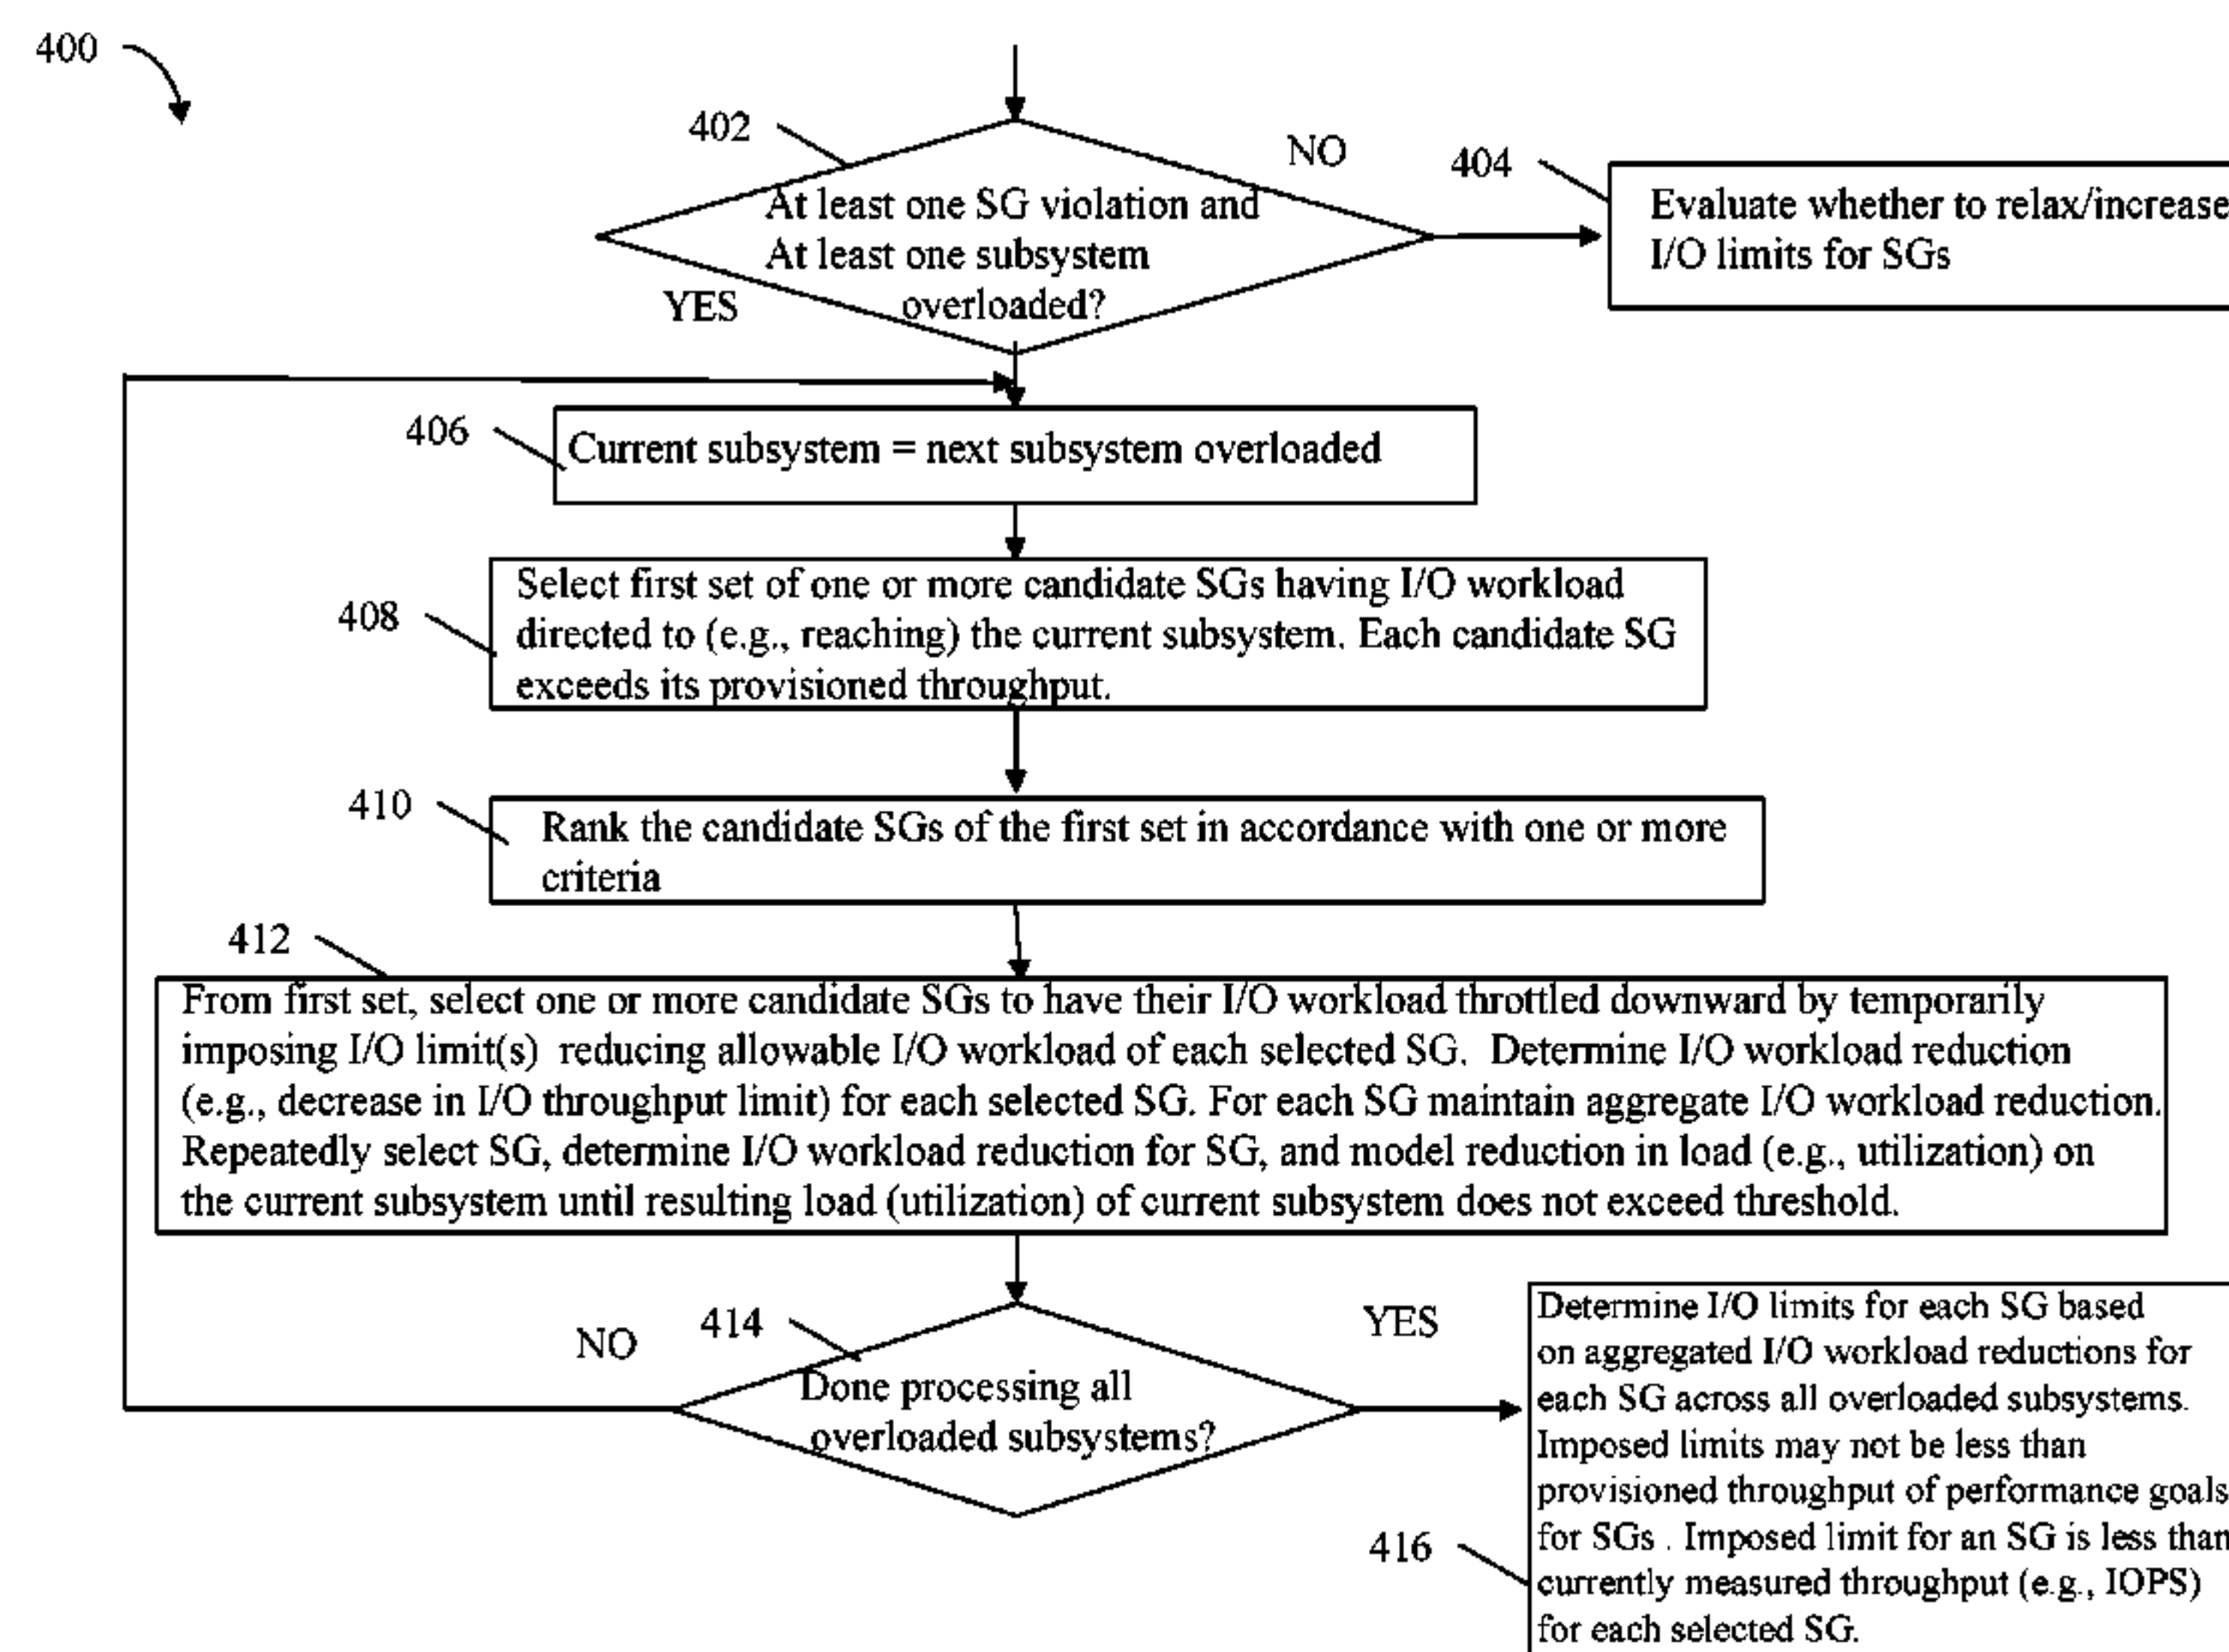 400
402
At least one SG violation and
At least one subsystem
overloaded?
NO
YES
404
Evaluate whether to relax/increase
I/O limits for SGs
406
Current subsystem = next subsystem overloaded
408
Select first set of one or more candidate SGs having I/O workload
directed to (e.g., reaching) the current subsystem. Each candidate SG
exceeds its provisioned throughput.
410
Rank the candidate SGs of the first set in accordance with one or more
criteria
412
From first set, select one or more candidate SGs to have their I/O workload throttled downward by temporarily
imposing I/O limit(s) reducing allowable I/O workload of each selected SG. Determine I/O workload reduction
(e.g., decrease in I/O throughput limit) for each selected SG. For each SG maintain aggregate I/O workload reduction.
Repeatedly select SG, determine I/O workload reduction for SG, and model reduction in load (e.g., utilization) on
the current subsystem until resulting load (utilization) of current subsystem does not exceed threshold.
NO
414
Done processing all
overloaded subsystems?
YES
Determine I/O limits for each SG based
on aggregated I/O workload reductions for
each SG across all overloaded subsystems.
Imposed limits may not be less than
provisioned throughput of performance goals
for SGs . Imposed limit for an SG is less than
currently measured throughput (e.g., IOPS)
for each selected SG.
416